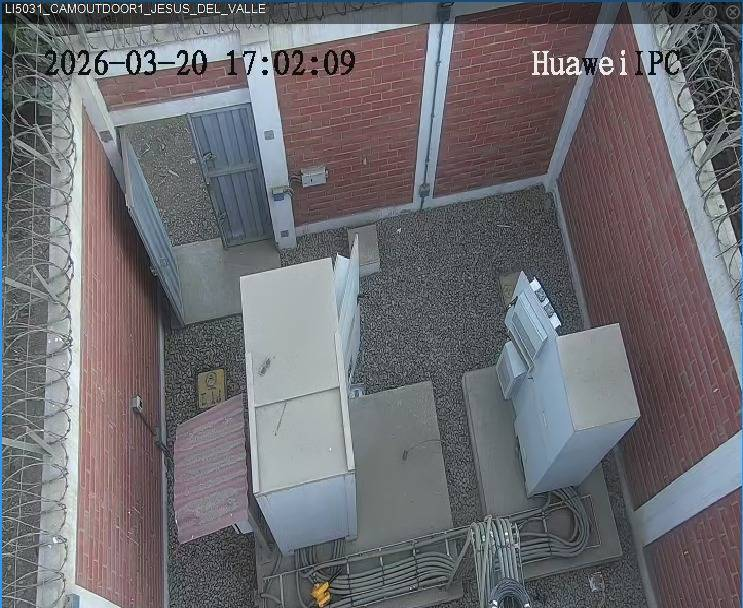 LI5031_CAMOUTDOOR1_JESUS_DEL_VALLE
2026-03-20 17:02:09
HuaweiIPC